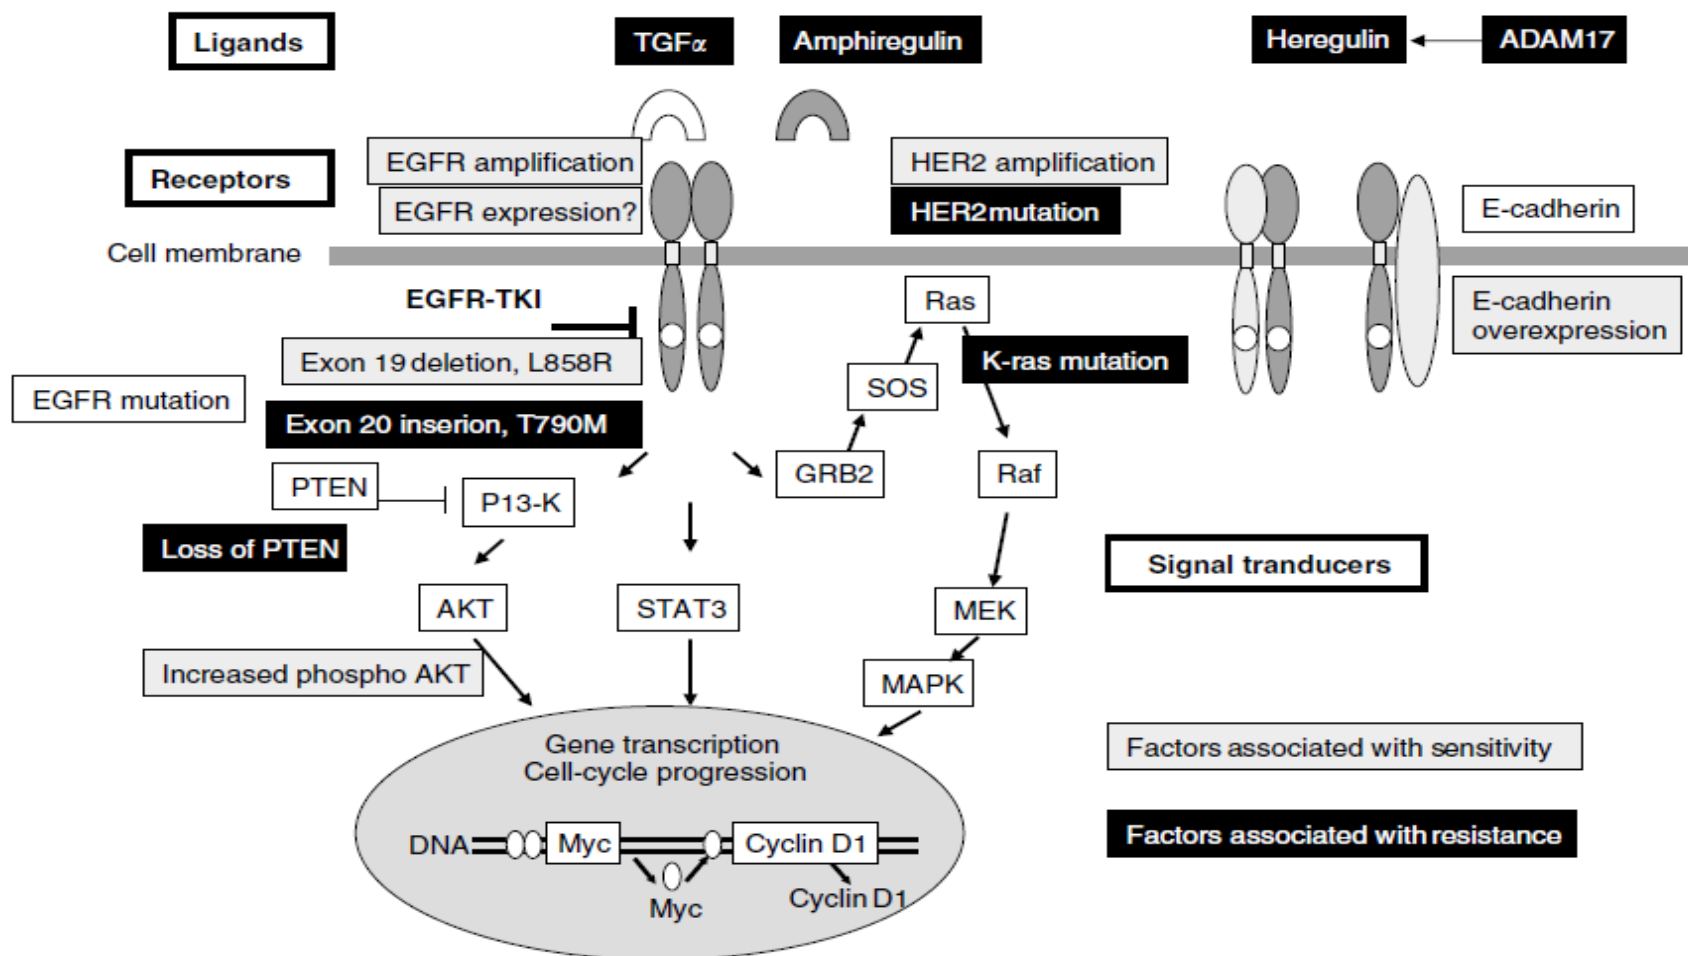 Ligands
TGFα
Amphiregulin
Heregulin
ADAM17
EGFR amplification
HER2 amplification
Receptors
EGFR expression?
HER2mutation
E-cadherin
Cell membrane
EGFR-TKI
Ras
E-cadherin
overexpression
Exon 19 deletion, L858R
K-ras mutation
SOS
EGFR mutation
Exon 20 inserion, T790M
PTEN
P13-K
GRB2
Raf
Loss of PTEN
Signal tranducers
AKT
STAT3
MEK
Increased phospho AKT
MAPK
Gene transcription
Cell-cycle progression
Factors associated with sensitivity
DNA
Myc
Cyclin D1
Factors associated with resistance
Myc
Cyclin D1